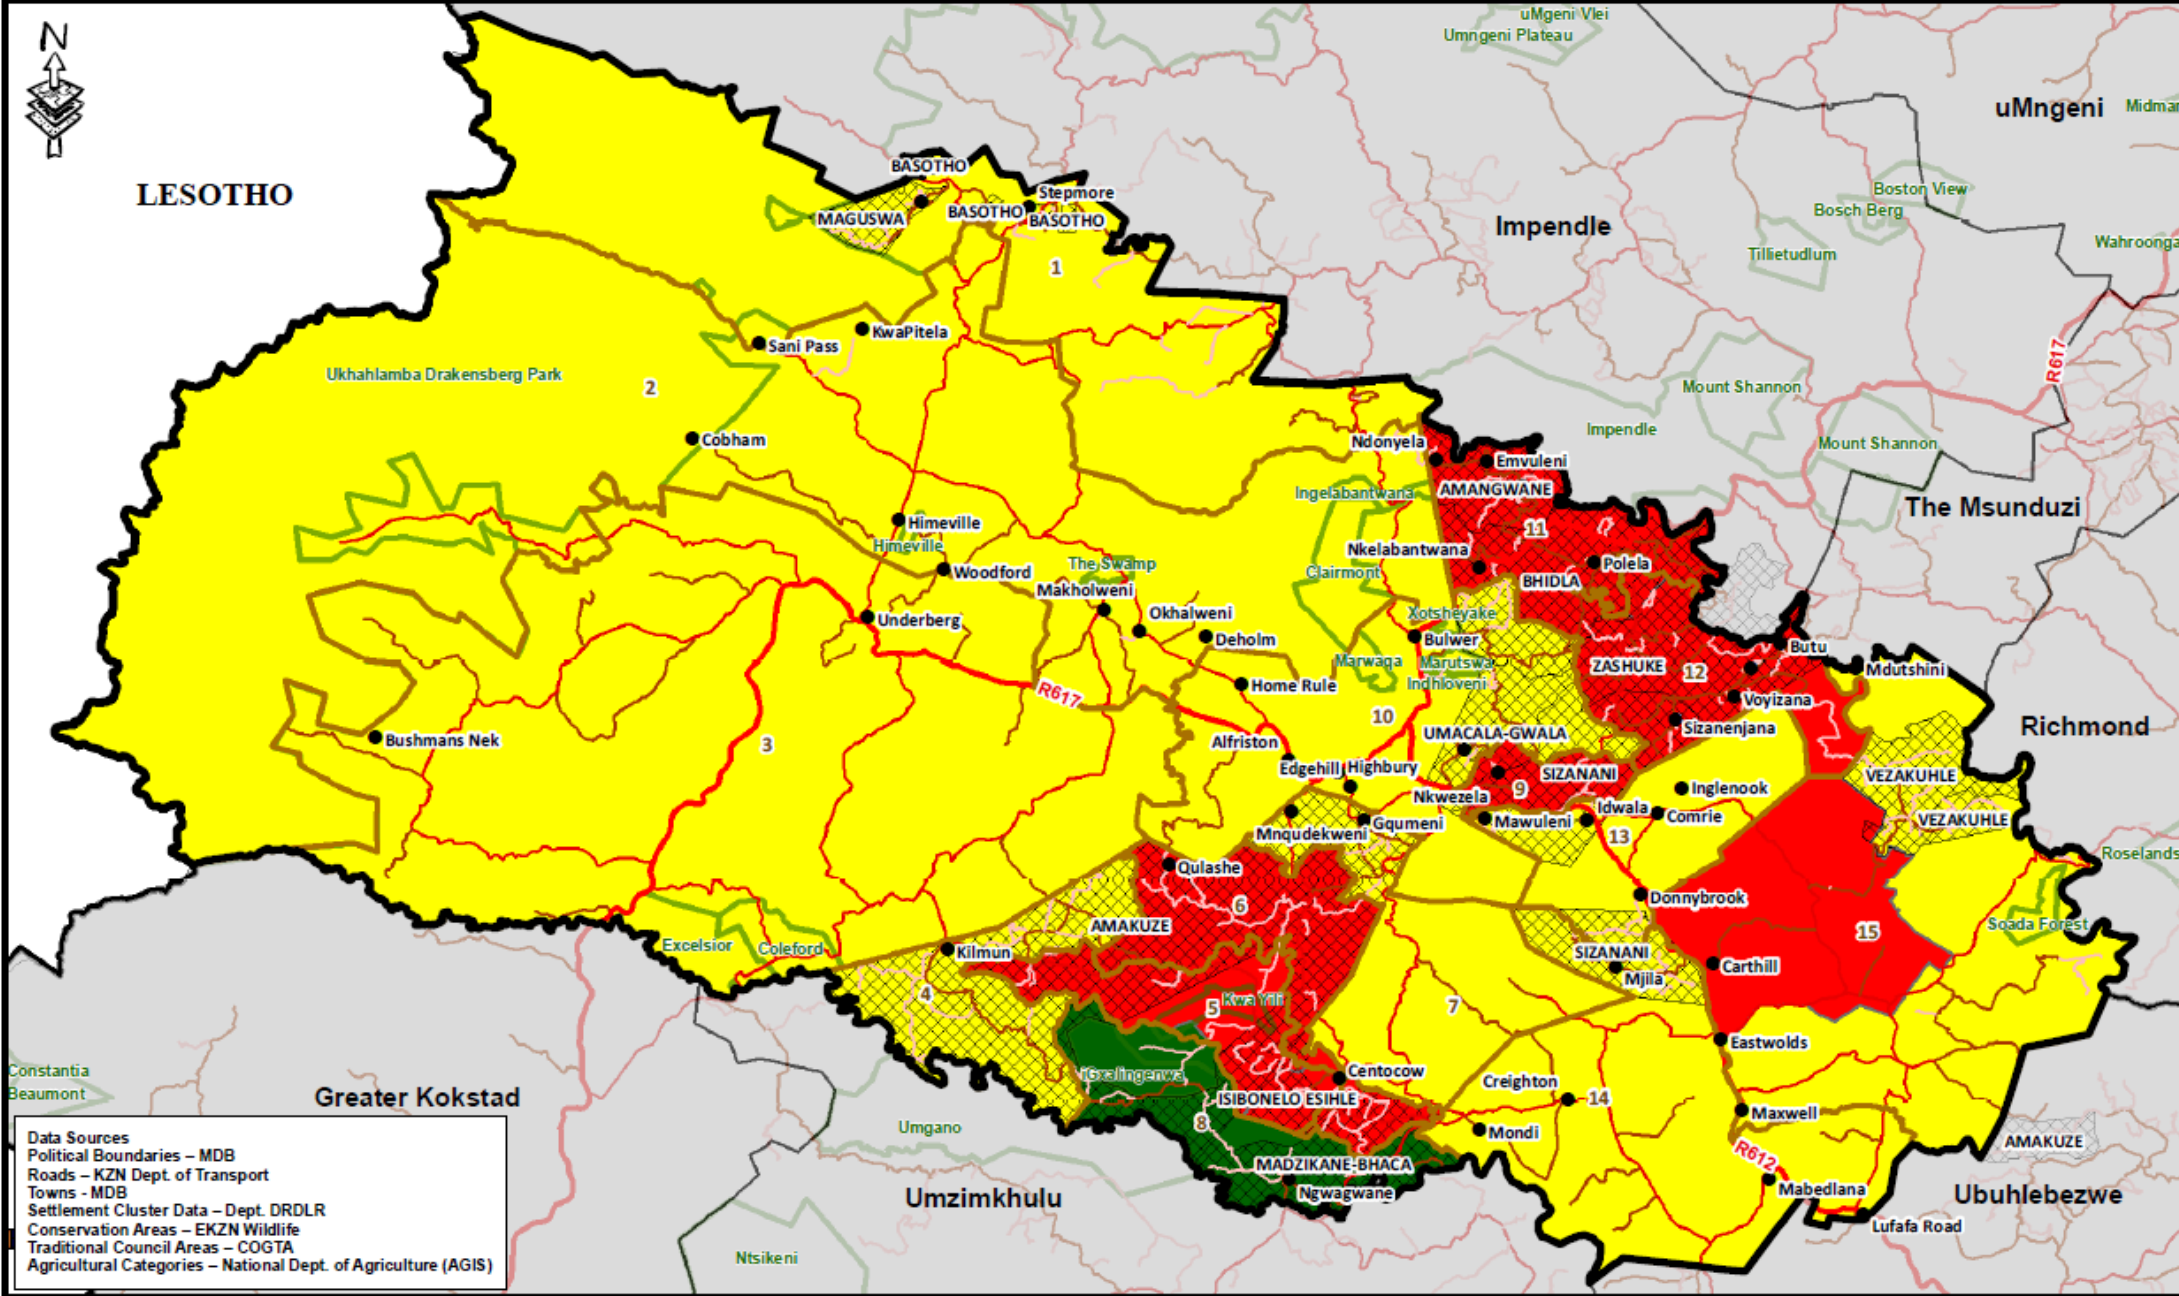 N
LESOTHO
uMgeni Vlei
Umngeni Plateau
uMngeni
BASOTHO
Stepmore
MAGUSWA
BASOTHO
BASOTHO
Boston View
Bosch Berg
Impendle
Tillietudlum
1
KwaPitela
Sani Pass
R617
Ukhahlamba Drakensberg Park
2
Mount Shannon
Impendle
Mount Shannon
Cobham
Ndonyela
Emvuleni
Ingelabantwana
AMANGWANE
The Msunduzi
Himeville
Himeville
11
Nkelabantwana
Polela
The Swamp
Woodford
Clairmont
BHIDLA
Makholweni
Okhalweni
Xotsheyake
Underberg
Deholm
Bulwer
Butu
Marwaqa
Marutswa
ZASHUKE
12
Mdutshini
Indhloveni
Home Rule
R617
Voyizana
10
Sizanenjana
Richmond
Bushmans Nek
3
Alfriston
UMACALA-GWALA
Edgehill
Highbury
SIZANANI
VEZAKUHLE
9
Inglenook
Nkwezela
Idwala
Comrie
VEZAKUHLE
Mnqudekweni
Gqumeni
Mawuleni
13
Roselands
Qulashe
Donnybrook
6
AMAKUZE
Soada Forest
15
Excelsior
Coleford
Kilmun
SIZANANI
Carthill
Mjila
4
5
Kwa Yili
7
Eastwolds
Constantia
Beaumont
iGxalingenwa
Centocow
Creighton
Greater Kokstad
ISIBONELO ESIHLE
14
Maxwell
8
Umgano
Mondi
AMAKUZE
R612
MADZIKANE-BHACA
Ngwagwane
Mabedlana
Umzimkhulu
Ubuhlebezwe
Lufafa Road
Ntsikeni
Data Sources
Political Boundaries – MDB
Roads – KZN Dept. of Transport
Towns - MDB
Settlement Cluster Data – Dept. DRDLR
Conservation Areas – EKZN Wildlife
Traditional Council Areas – COGTA
Agricultural Categories – National Dept. of Agriculture (AGIS)